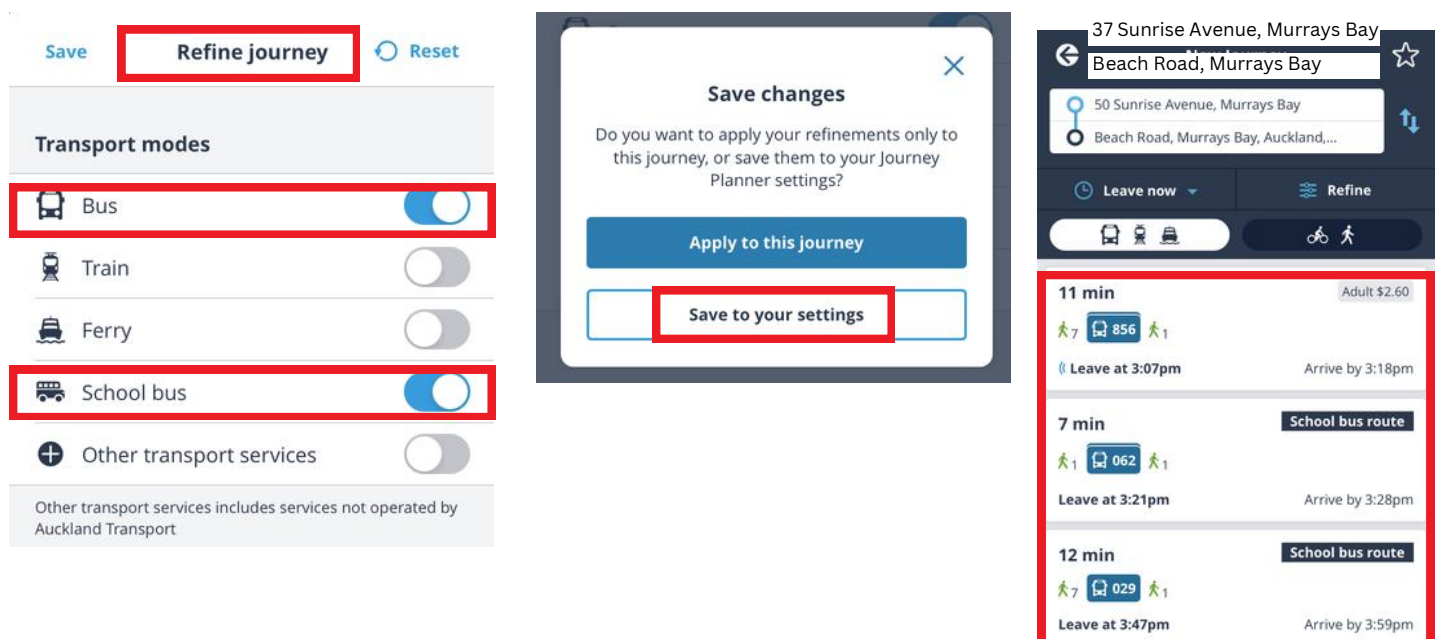 Save
Refine journey
Reset
Transport modes
Bus
Train
Ferry
School bus
Other transport services
Other transport services includes services not operated by
Auckland Transport
Save changes
Do you want to apply your refinements only to
this journey, or save them to your Journey
Planner settings?
Apply to this journey
Save to your settings
37 Sunrise Avenue, Murrays Bay
Beach Road, Murrays Bay
50 Sunrise Avenue, Murrays Bay
Beach Road, Murrays Bay, Auckland,...
Leave now
Refine
11 min
Adult $2.60
7 856 1
Leave at 3:07pm
Arrive by 3:18pm
7 min
School bus route
1 062 1
Leave at 3:21pm
Arrive by 3:28pm
12 min
School bus route
7 029 1
Leave at 3:47pm
Arrive by 3:59pm